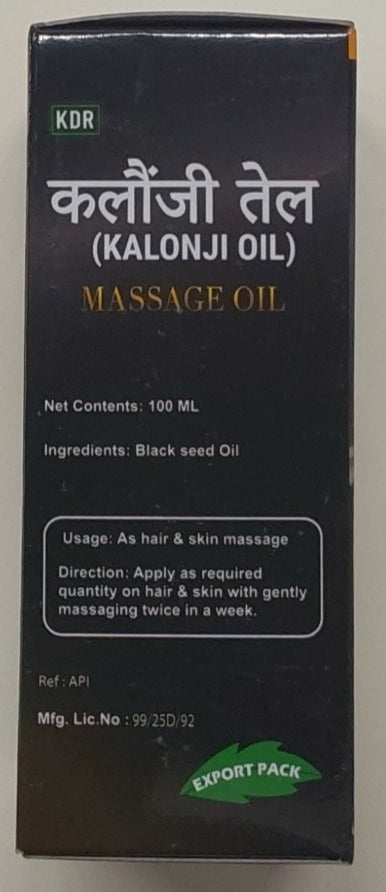 KDR
कलौंजी तेल
(KALONJI OIL)
MASSAGE OIL
Net Contents: 100 ML
Ingredients: Black seed Oil
Usage: As hair & skin massage
Direction: Apply as required
quantity on hair & skin with gently
massaging twice in a week.
Ref : API
Mfg. Lic.No : 99/25D/92
EXPORT PACK